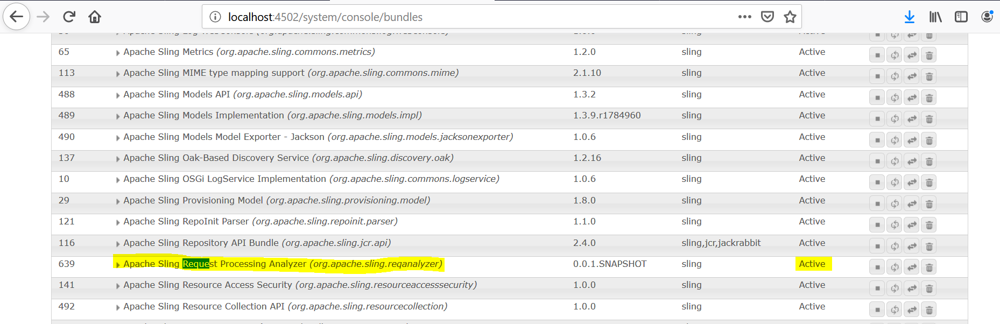 localhost:4502/system/console/bundles
65 Apache Sling Metrics (org.apache.sling.commons.metrics) 1.2.0 sling Active
113 Apache Sling MIME type mapping support (org.apache.sling.commons.mime) 2.1.10 sling Active
488 Apache Sling Models API (org.apache.sling.models.api) 1.3.2 sling Active
489 Apache Sling Models Implementation (org.apache.sling.models.impl) 1.3.9.r1784960 sling Active
490 Apache Sling Models Model Exporter - Jackson (org.apache.sling.models.jacksonexporter) 1.0.6 sling Active
137 Apache Sling Oak-Based Discovery Service (org.apache.sling.discovery.oak) 1.2.16 sling Active
10 Apache Sling OSGi LogService Implementation (org.apache.sling.commons.logservice) 1.0.6 sling Active
29 Apache Sling Provisioning Model (org.apache.sling.provisioning.model) 1.8.0 sling Active
121 Apache Sling RepoInit Parser (org.apache.sling.repoinit.parser) 1.1.0 sling Active
116 Apache Sling Repository API Bundle (org.apache.sling.jcr.api) 2.4.0 sling,jcr,jackrabbit Active
639 Apache Sling Request Processing Analyzer (org.apache.sling.reqanalyzer) 0.0.1.SNAPSHOT sling Active
141 Apache Sling Resource Access Security (org.apache.sling.resourceaccesssecurity) 1.0.0 sling Active
492 Apache Sling Resource Collection API (org.apache.sling.resourcecollection) 1.0.0 sling Active